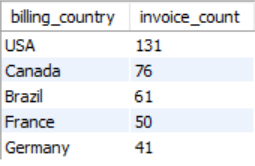 billing_country invoice_count
USA 131
Canada 76
Brazil 61
France 50
Germany 41